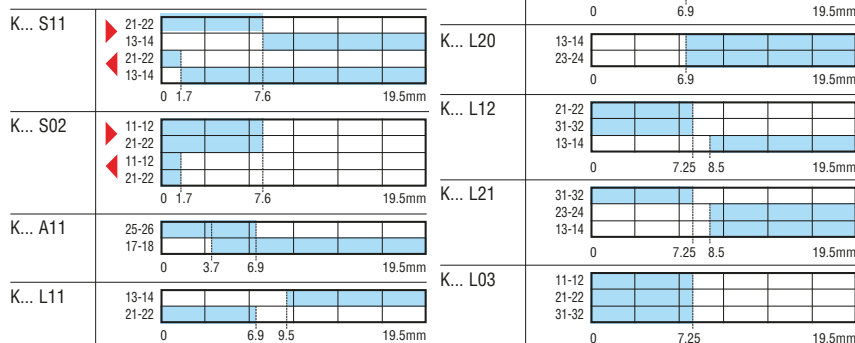 K... S11
21-22
13-14
21-22
13-14
0 1.7 7.6 19.5mm
K... S02
11-12
21-22
11-12
21-22
0 1.7 7.6 19.5mm
K... A11
25-26
17-18
0 3.7 6.9 19.5mm
K... L11
13-14
21-22
0 6.9 9.5 19.5mm
0 6.9 19.5mm
K... L20
13-14
23-24
0 6.9 19.5mm
K... L12
21-22
31-32
13-14
0 7.25 8.5 19.5mm
K... L21
31-32
23-24
13-14
0 7.25 8.5 19.5mm
K... L03
11-12
21-22
31-32
0 7.25 19.5mm